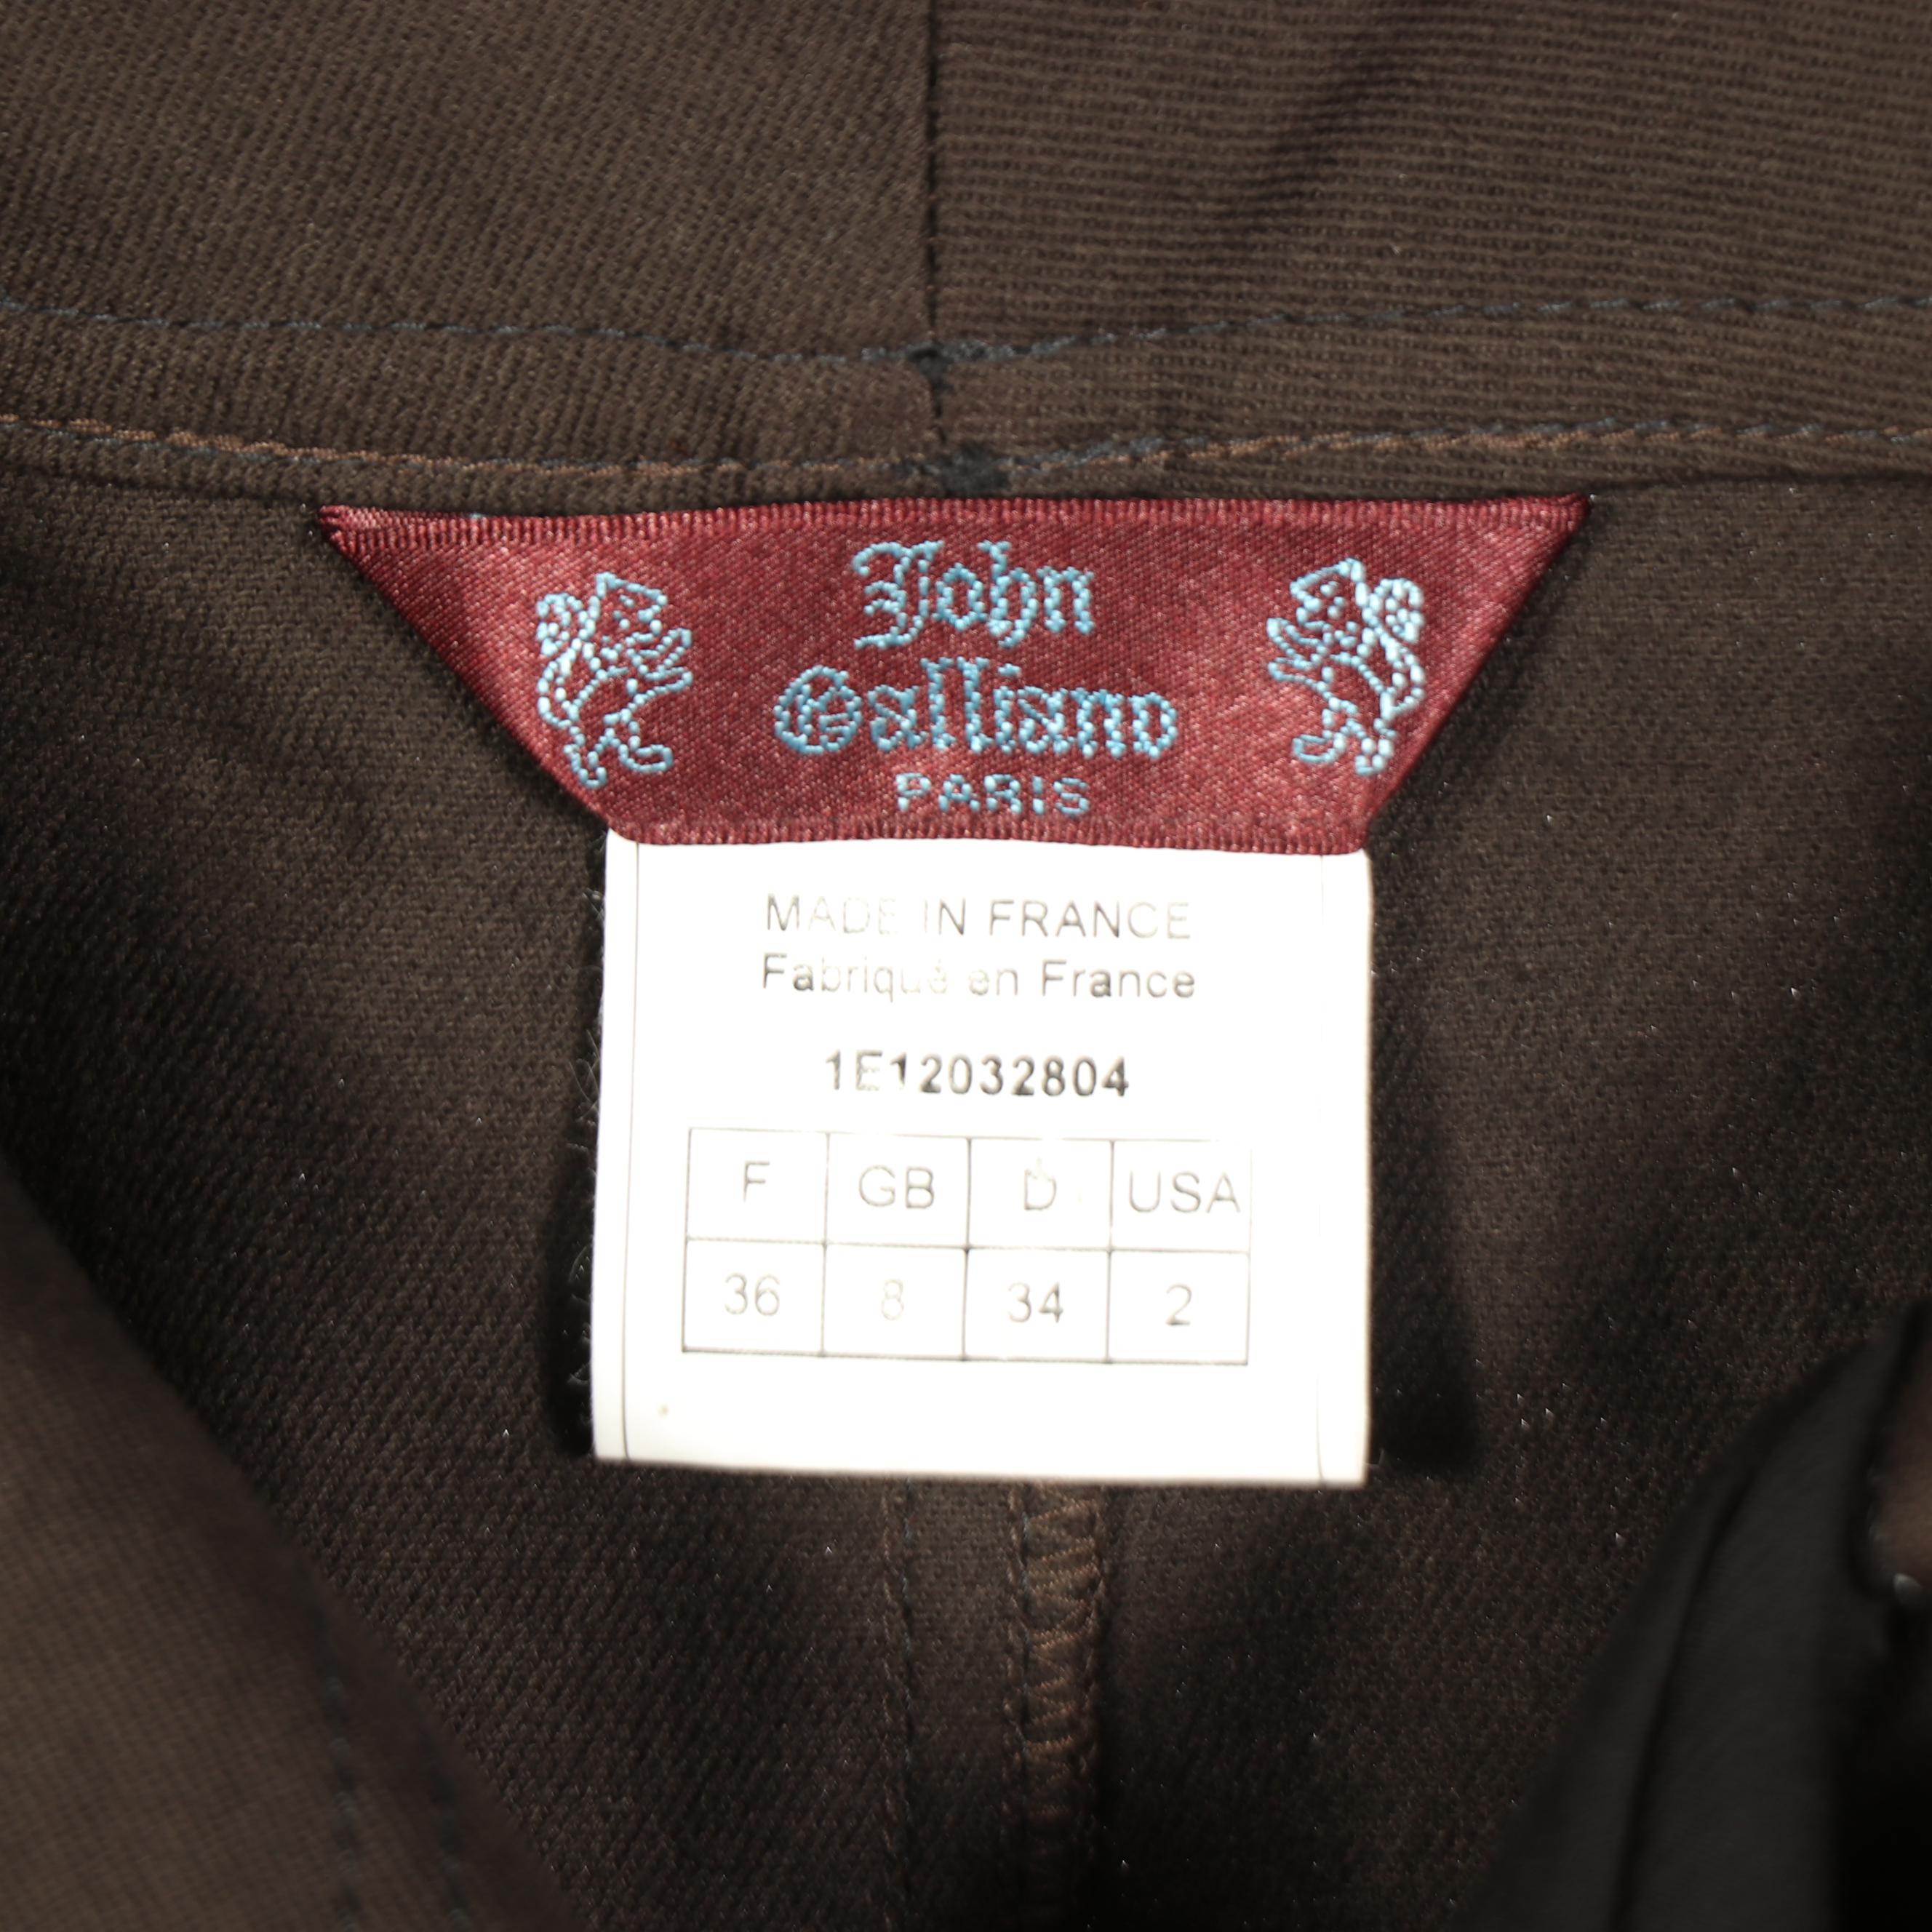 John
Galliano
PARIS
MADE IN FRANCE
Fabriqué en France
1E12032804
F GB D USA
36 8 34 2